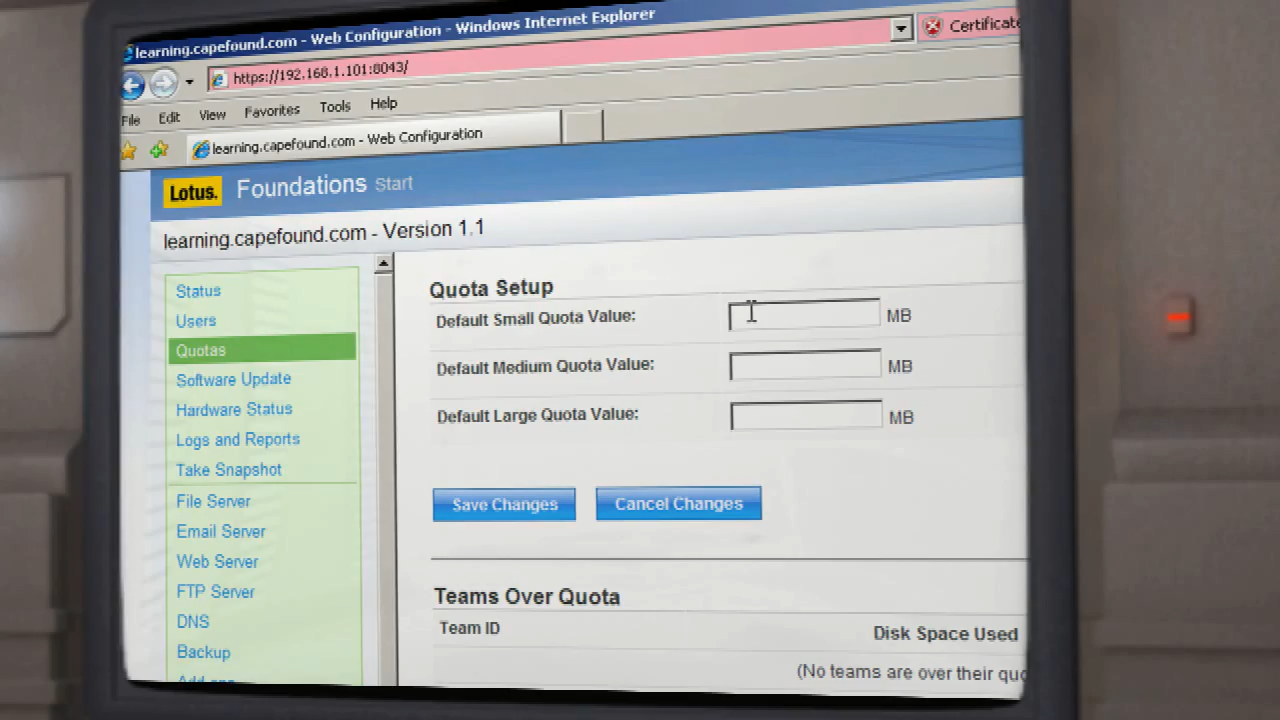 learning.capefound.com - Web Configuration - Windows Internet Explorer
https://192.168.1.101:8043/
Certificate
File Edit View Favorites Tools Help
learning.capefound.com - Web Configuration
Lotus. Foundations Start
learning.capefound.com - Version 1.1
Status
Users
Quotas
Software Update
Hardware Status
Logs and Reports
Take Snapshot
File Server
Email Server
Web Server
FTP Server
DNS
Backup
Quota Setup
Default Small Quota Value: MB
Default Medium Quota Value: MB
Default Large Quota Value: MB
Save Changes Cancel Changes
Teams Over Quota
Team ID Disk Space Used
(No teams are over their quo